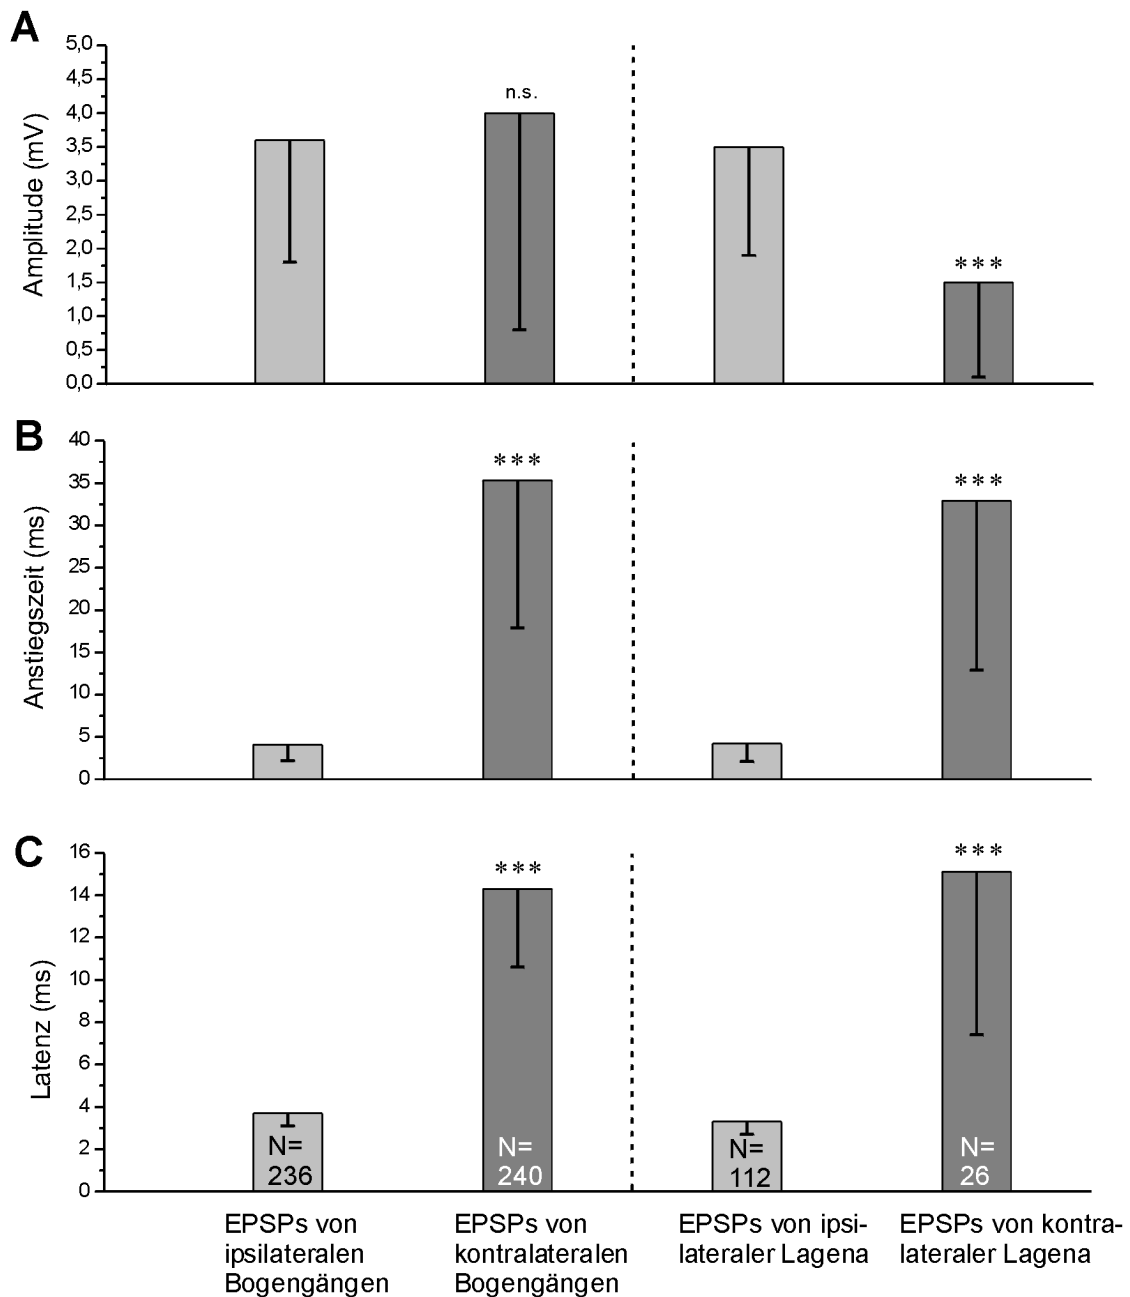 A
5,0
4,5
4,0
3,5
3,0
2,5
2,0
1,5
1,0
0,5
0,0
Amplitude (mV)
n.s.
***
B
40
35
30
25
20
15
10
5
0
Anstiegszeit (ms)
***
***
C
16
14
12
10
8
6
4
2
0
Latenz (ms)
***
***
N=
236
N=
240
N=
112
N=
26
EPSPs von
ipsilateralen
Bogengängen
EPSPs von
kontralateralen
Bogengängen
EPSPs von ipsi-
lateraler Lagena
EPSPs von kontra-
lateraler Lagena